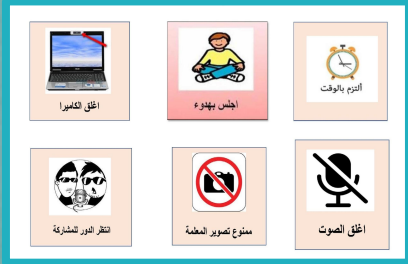 ألتزم بالوقت
اجلس بهدوء
اغلق الكاميرا
اغلق الصوت
ممنوع تصوير المعلمة
انتظر الدور للمشاركة